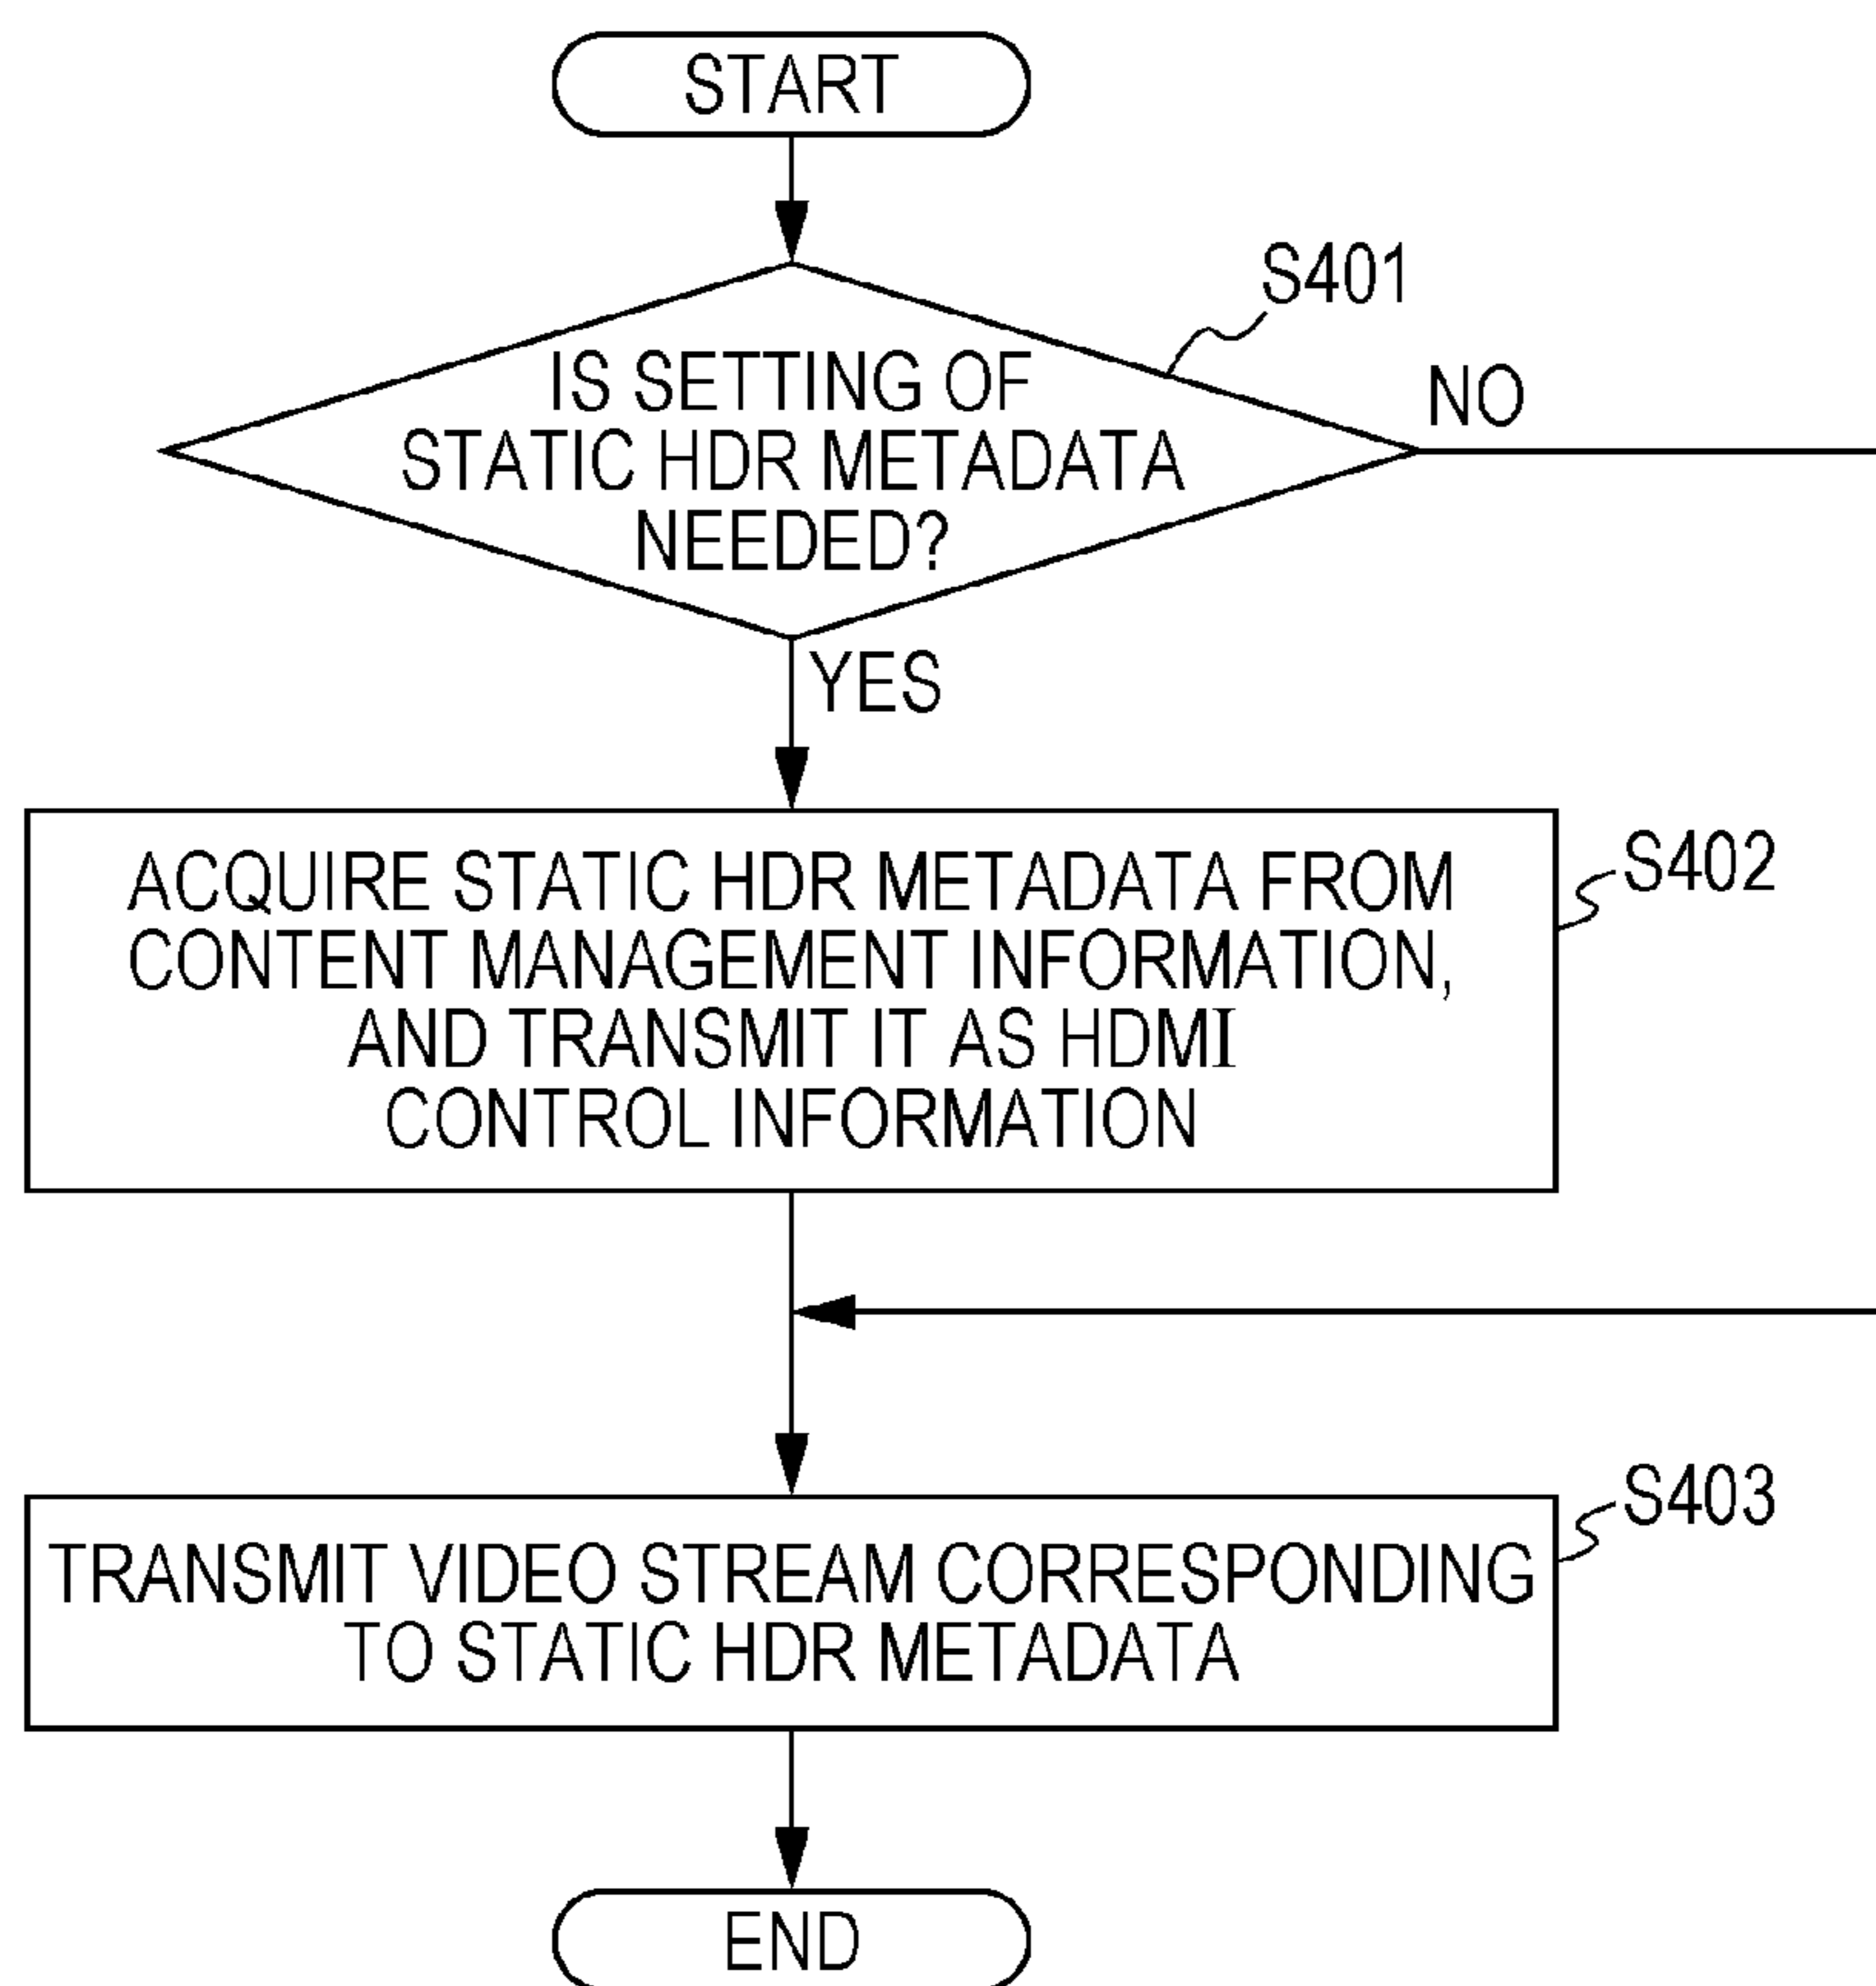 START
S401
IS SETTING OF
STATIC HDR METADATA
NEEDED?
NO
YES
S402
ACQUIRE STATIC HDR METADATA FROM
CONTENT MANAGEMENT INFORMATION,
AND TRANSMIT IT AS HDMI
CONTROL INFORMATION
S403
TRANSMIT VIDEO STREAM CORRESPONDING
TO STATIC HDR METADATA
END